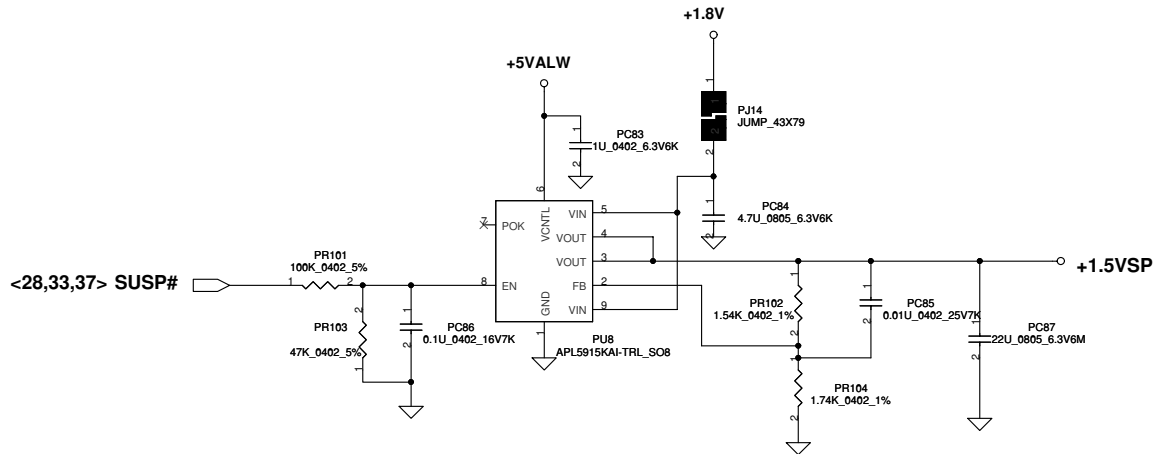 +1.8V
+5VALW
1
1
PJ14
JUMP_43X79
2
2
1
PC83
1U_0402_6.3V6K
2
6
1
PC84
4.7U_0805_6.3V6K
2
7
POK
VCNTL
VIN
5
VOUT
4
VOUT
3
+1.5VSP
<28,33,37> SUSP#
PR101
100K_0402_5%
1
2
8
EN
FB
2
GND
VIN
9
1
PU8
APL5915KAI-TRL_SO8
2
PR103
47K_0402_5%
1
1
PC86
0.1U_0402_16V7K
2
1
PR102
1.54K_0402_1%
2
1
PC85
0.01U_0402_25V7K
2
1
PC87
22U_0805_6.3V6M
2
1
PR104
1.74K_0402_1%
2